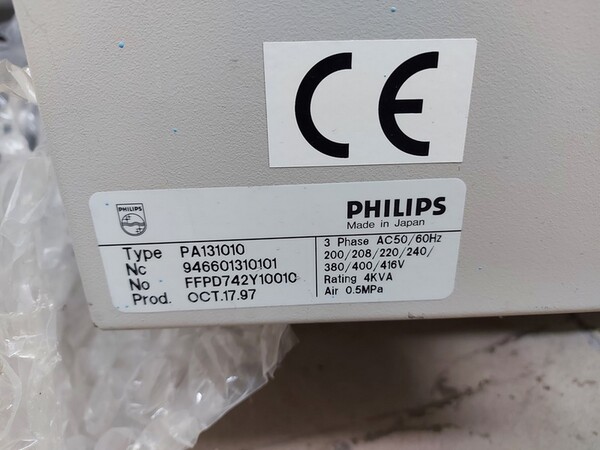 CE
PHILIPS
Made in Japan
Type PA131010
Nc 946601310101
No FFPD742Y10010
Prod. OCT.17.97
3 Phase AC50/60Hz
200/208/220/240/
380/400/416V
Rating 4KVA
Air 0.5MPa